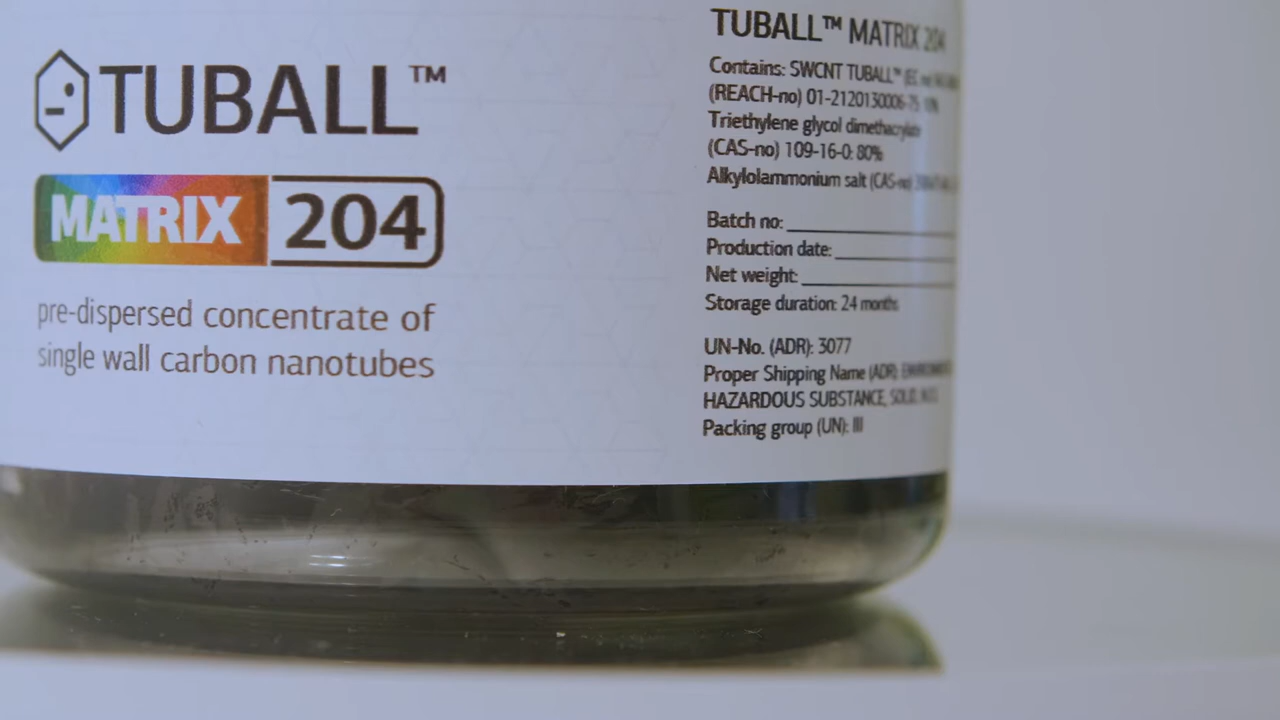 TUBALL™
MATRIX 204
pre-dispersed concentrate of
single wall carbon nanotubes
TUBALL™ MATRIX 204
Contains: SWCNT TUBALL™ (EC
(REACH-no) 01-2120130006-75 10%
Triethylene glycol dimethacrylate
(CAS-no) 109-16-0: 80%
Alkylolammonium salt (CAS-no)
Batch no:
Production date:
Net weight:
Storage duration: 24 months
UN-No. (ADR): 3077
Proper Shipping Name (ADR):
HAZARDOUS SUBSTANCE, SOLID,
Packing group (UN): III